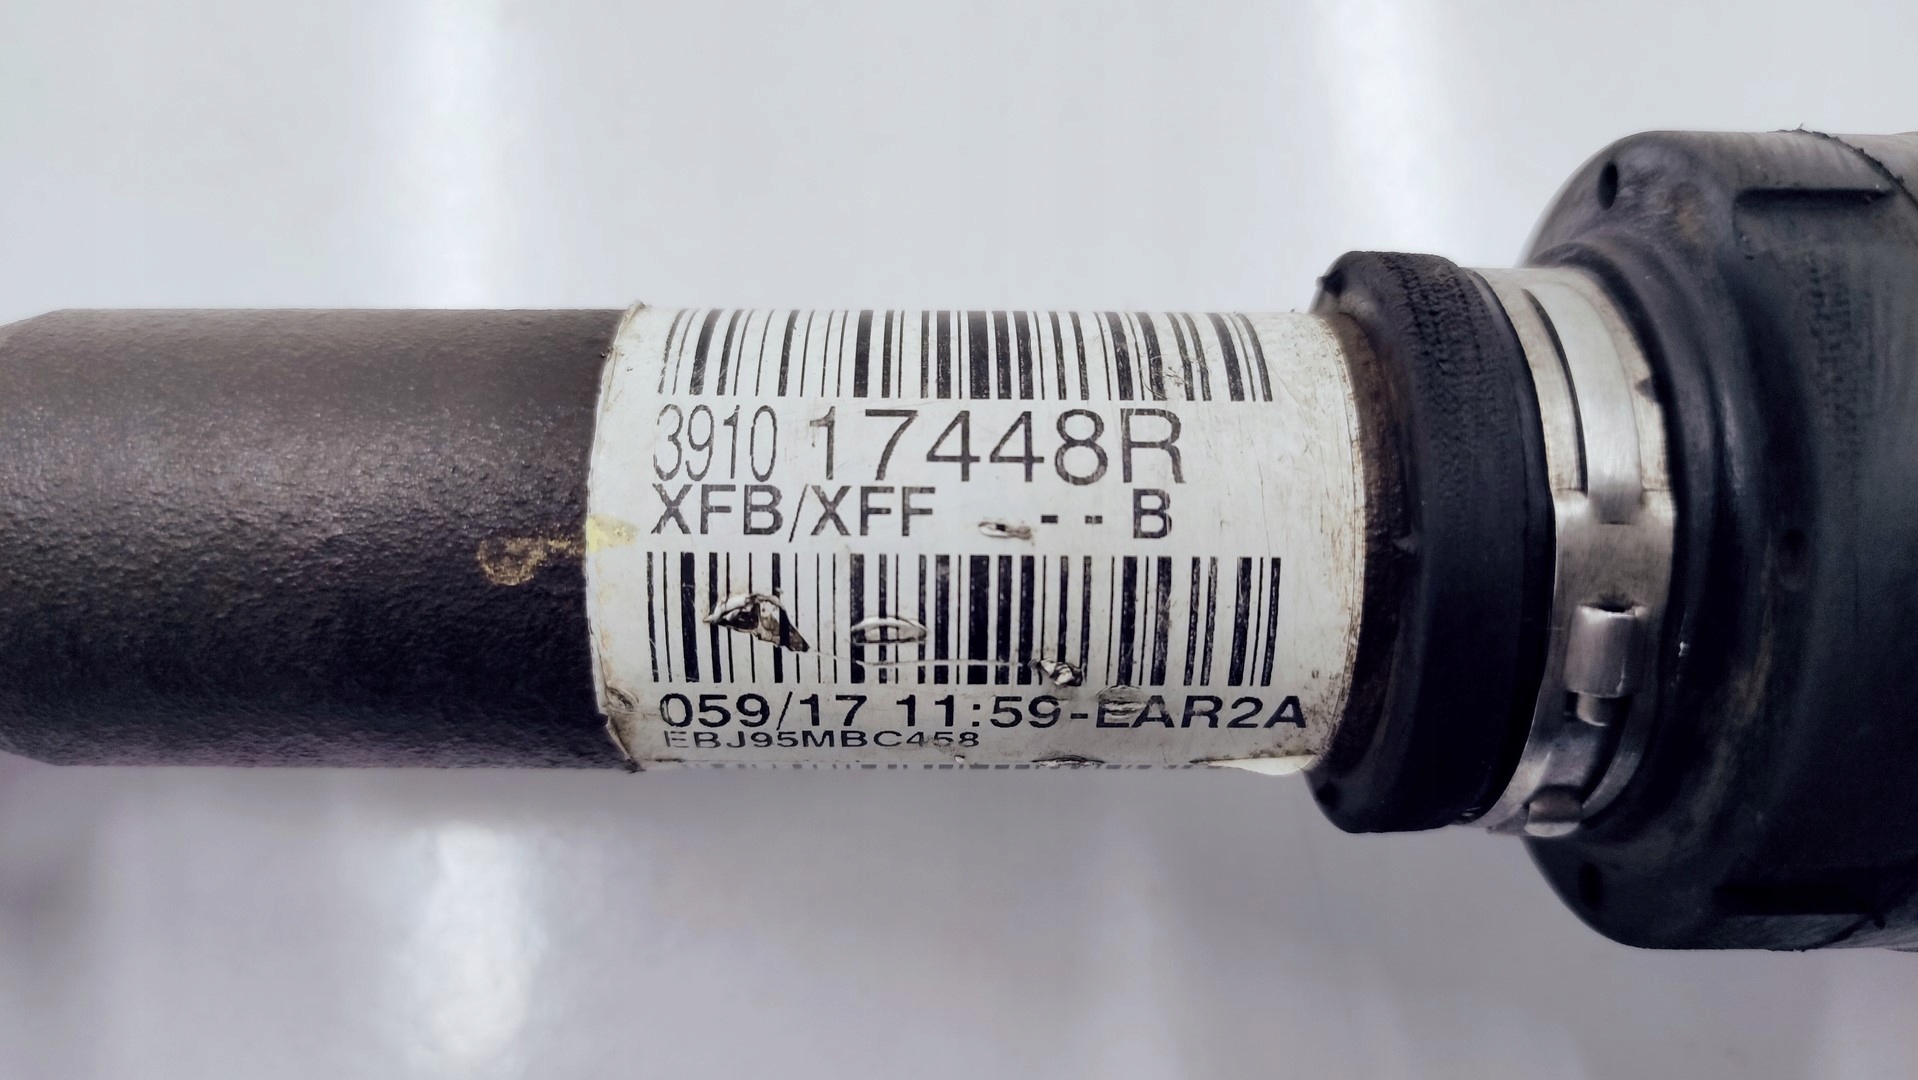 3910 17448R
XFB/XFF -- B
059/17 11:59-EAR2A
EBJ95MBC458